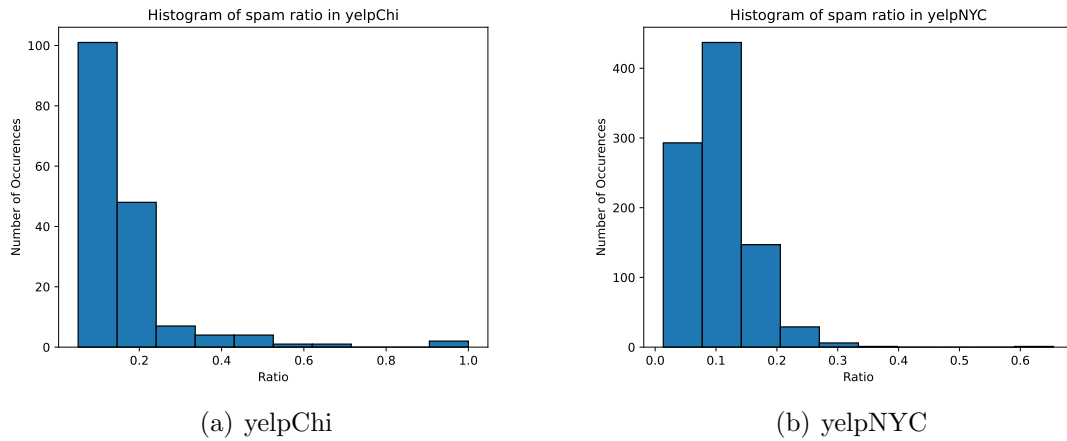 Histogram of spam ratio in yelpChi
Number of Occurences
100
80
60
40
20
0
0.2
0.4
0.6
0.8
1.0
Ratio
(a) yelpChi
Histogram of spam ratio in yelpNYC
Number of Occurences
400
300
200
100
0
0.0
0.1
0.2
0.3
0.4
0.5
0.6
Ratio
(b) yelpNYC